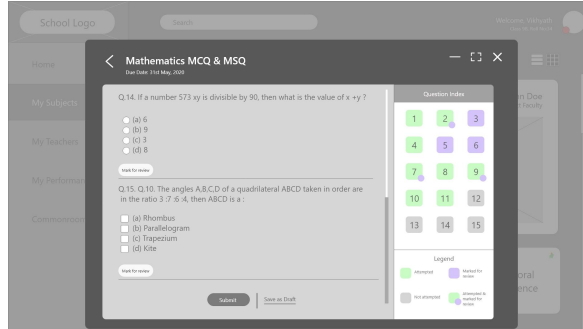 School Logo
Search
Welcome, Vikhyath
Home
My Subjects
My Teachers
My Performan
Commonroom
Mathematics MCQ & MSQ
Due Date: 31st May, 2020
Q.14. If a number 573 xy is divisible by 90, then what is the value of x +y ?
(a) 6
(b) 9
(c) 3
(d) 8
Mark for review
Q.15. Q.10. The angles A,B,C,D of a quadrilateral ABCD taken in order are
in the ratio 3 :7 :6 :4, then ABCD is a :
(a) Rhombus
(b) Parallelogram
(c) Trapezium
(d) Kite
Mark for review
Submit
Save as Draft
Question Index
1 2 3
4 5 6
7 8 9
10 11 12
13 14 15
Legend
Attempted
Marked for
review
Not attempted
Attempted &
marked for
review
n Doe
Faculty
oral
ence